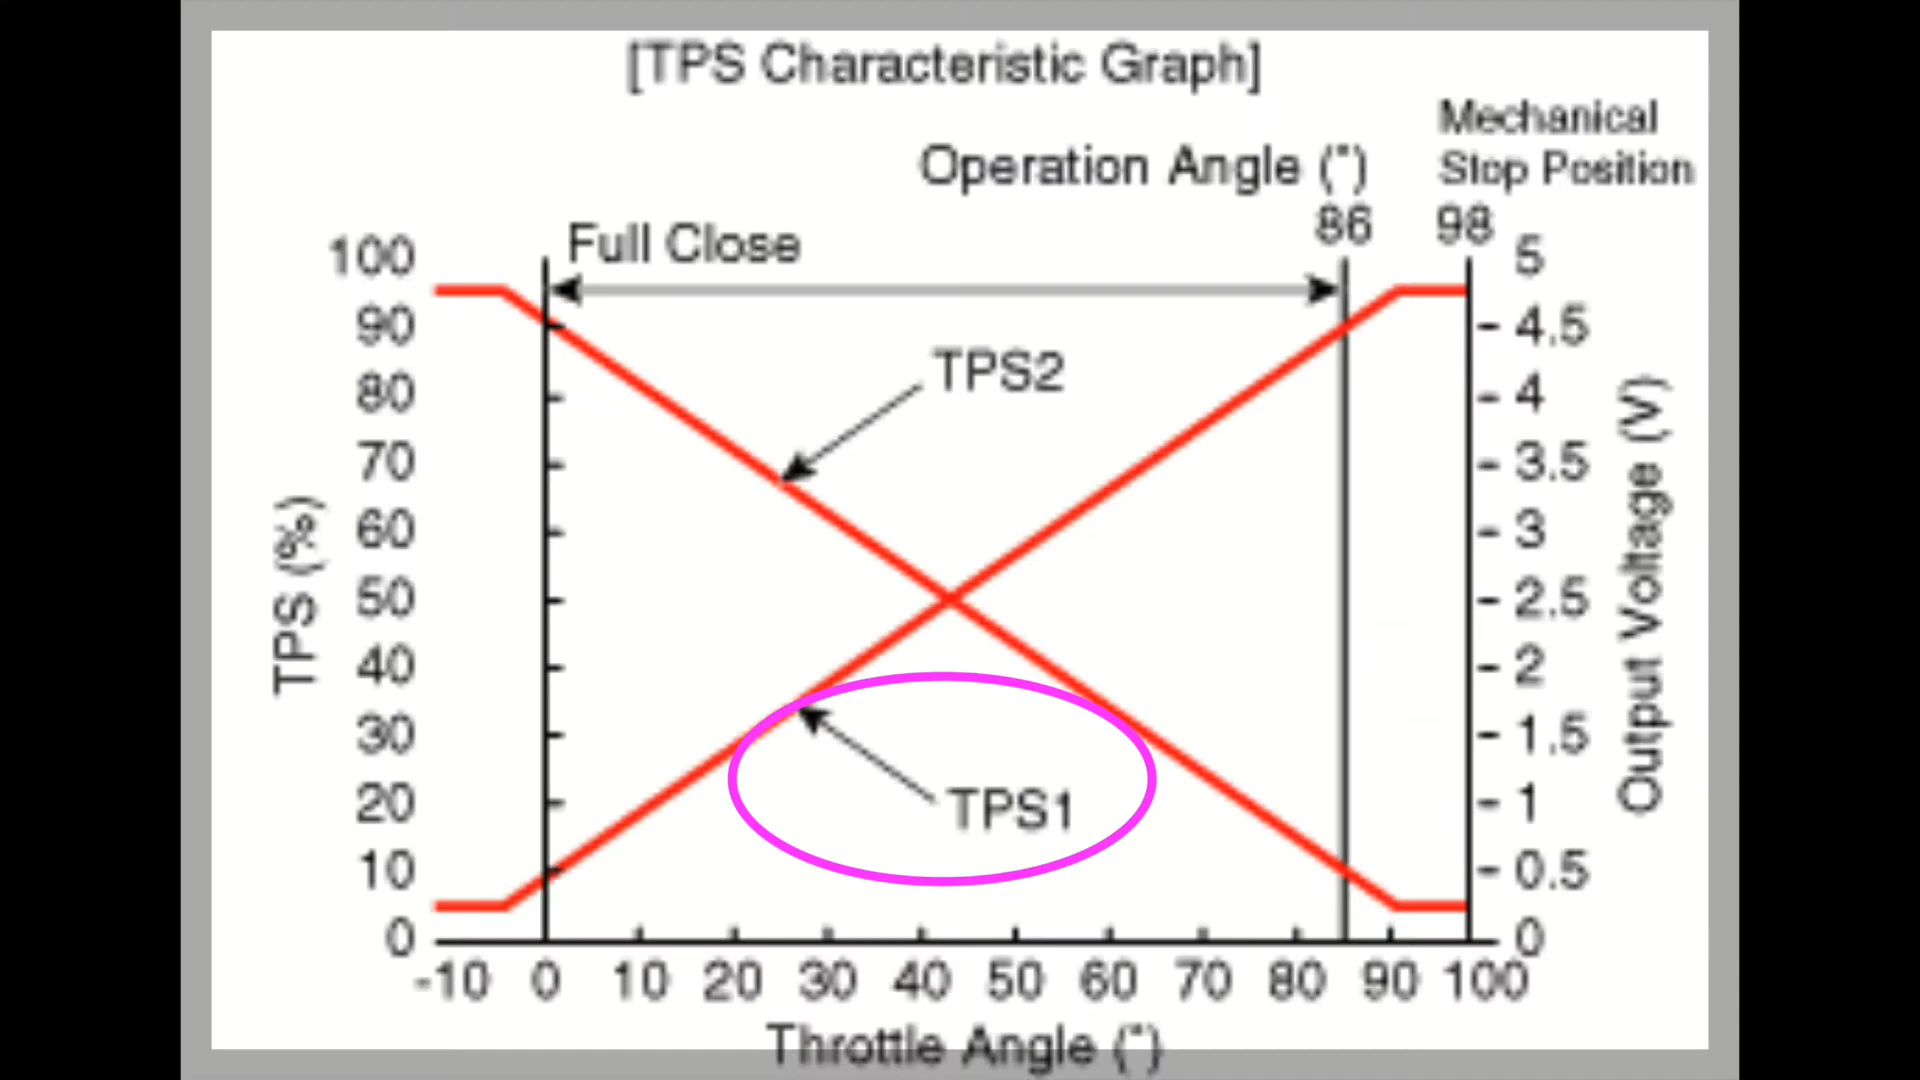 [TPS Characteristic Graph]
Mechanical
Stop Position
Operation Angle (°)
86
98
Full Close
100
90
80
70
60
50
40
30
20
10
0
TPS (%)
TPS2
TPS1
5
4.5
4
3.5
3
2.5
2
1.5
1
0.5
0
Output Voltage (V)
-10 0 10 20 30 40 50 60 70 80 90 100
Throttle Angle (°)